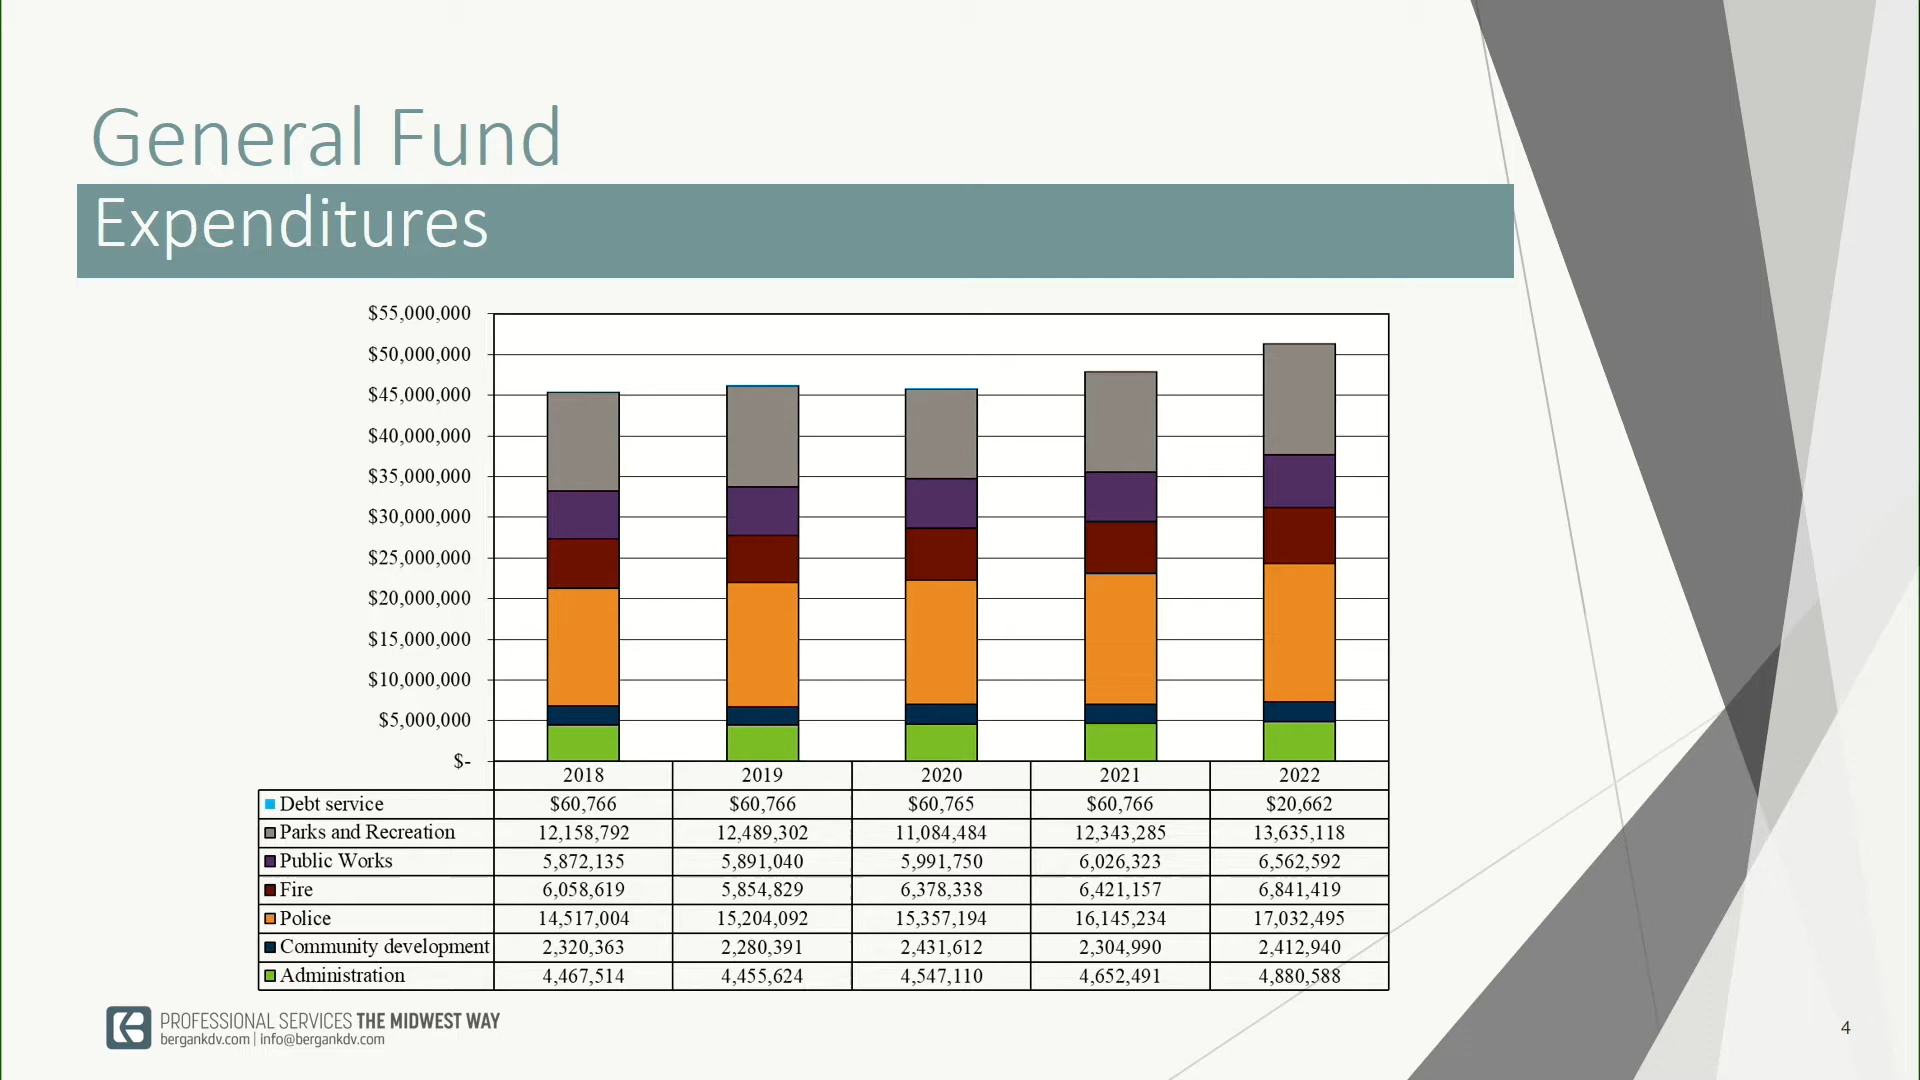 General Fund
Expenditures
$55,000,000
$50,000,000
$45,000,000
$40,000,000
$35,000,000
$30,000,000
$25,000,000
$20,000,000
$15,000,000
$10,000,000
$5,000,000
$-
2018 2019 2020 2021 2022
Debt service $60,766 $60,766 $60,765 $60,766 $20,662
Parks and Recreation 12,158,792 12,489,302 11,084,484 12,343,285 13,635,118
Public Works 5,872,135 5,891,040 5,991,750 6,026,323 6,562,592
Fire 6,058,619 5,854,829 6,378,338 6,421,157 6,841,419
Police 14,517,004 15,204,092 15,357,194 16,145,234 17,032,495
Community development 2,320,363 2,280,391 2,431,612 2,304,990 2,412,940
Administration 4,467,514 4,455,624 4,547,110 4,652,491 4,880,588
PROFESSIONAL SERVICES THE MIDWEST WAY
bergankdv.com | info@bergankdv.com
4